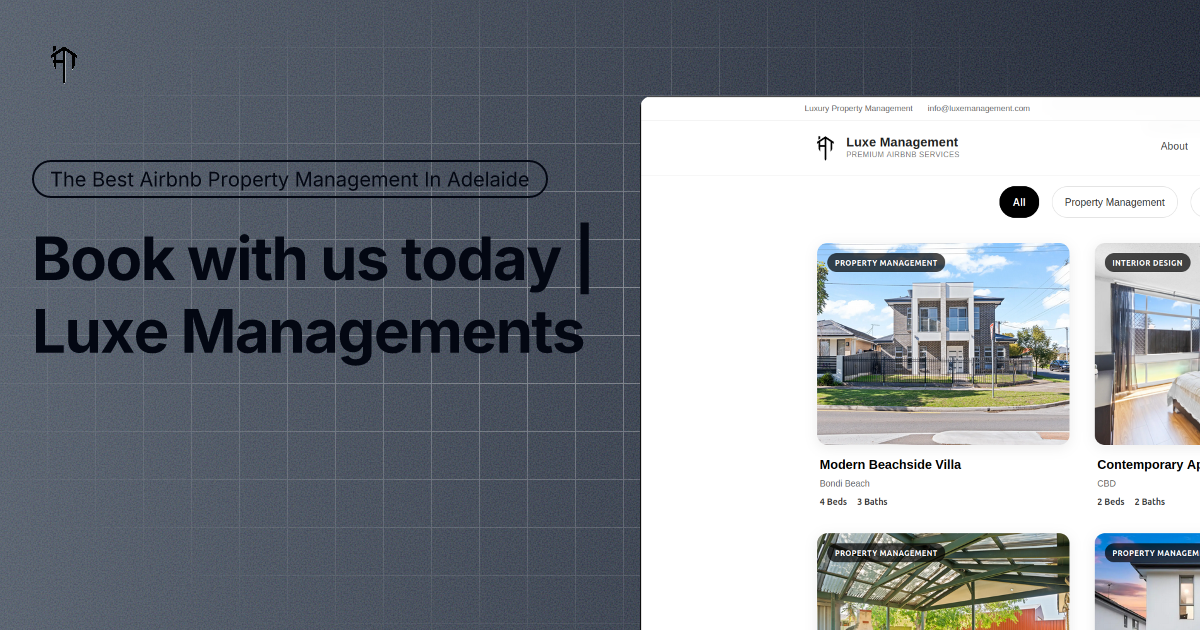 The Best Airbnb Property Management In Adelaide
Book with us today |
Luxe Managements
Luxury Property Management info@luxemanagement.com
Luxe Management
PREMIUM AIRBNB SERVICES
About
All
Property Management
PROPERTY MANAGEMENT
INTERIOR DESIGN
Modern Beachside Villa
Bondi Beach
4 Beds 3 Baths
Contemporary Ap
CBD
2 Beds 2 Baths
PROPERTY MANAGEMENT
PROPERTY MANAGEM